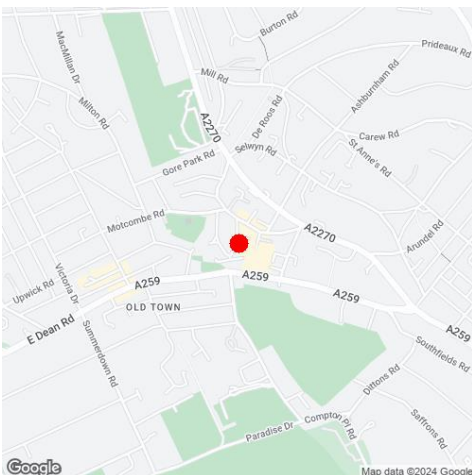 Burton Rd
MacMillan Dr
Prideaux Rd
Mill Rd
Ashburnham Rd
Milton Rd
De Roos Rd
A2270
Carew Rd
St Anne's Rd
Selwyn Rd
Gore Park Rd
Motcombe Rd
A2270
Arundel Rd
Victoria Dr
A259
A259
A259
Upwick Rd
OLD TOWN
A259
E Dean Rd
Summerdown Rd
Southfields Rd
Dittons Rd
Saffrons Rd
Compton Pl Rd
Paradise Dr
Google
Map data ©2024 Google